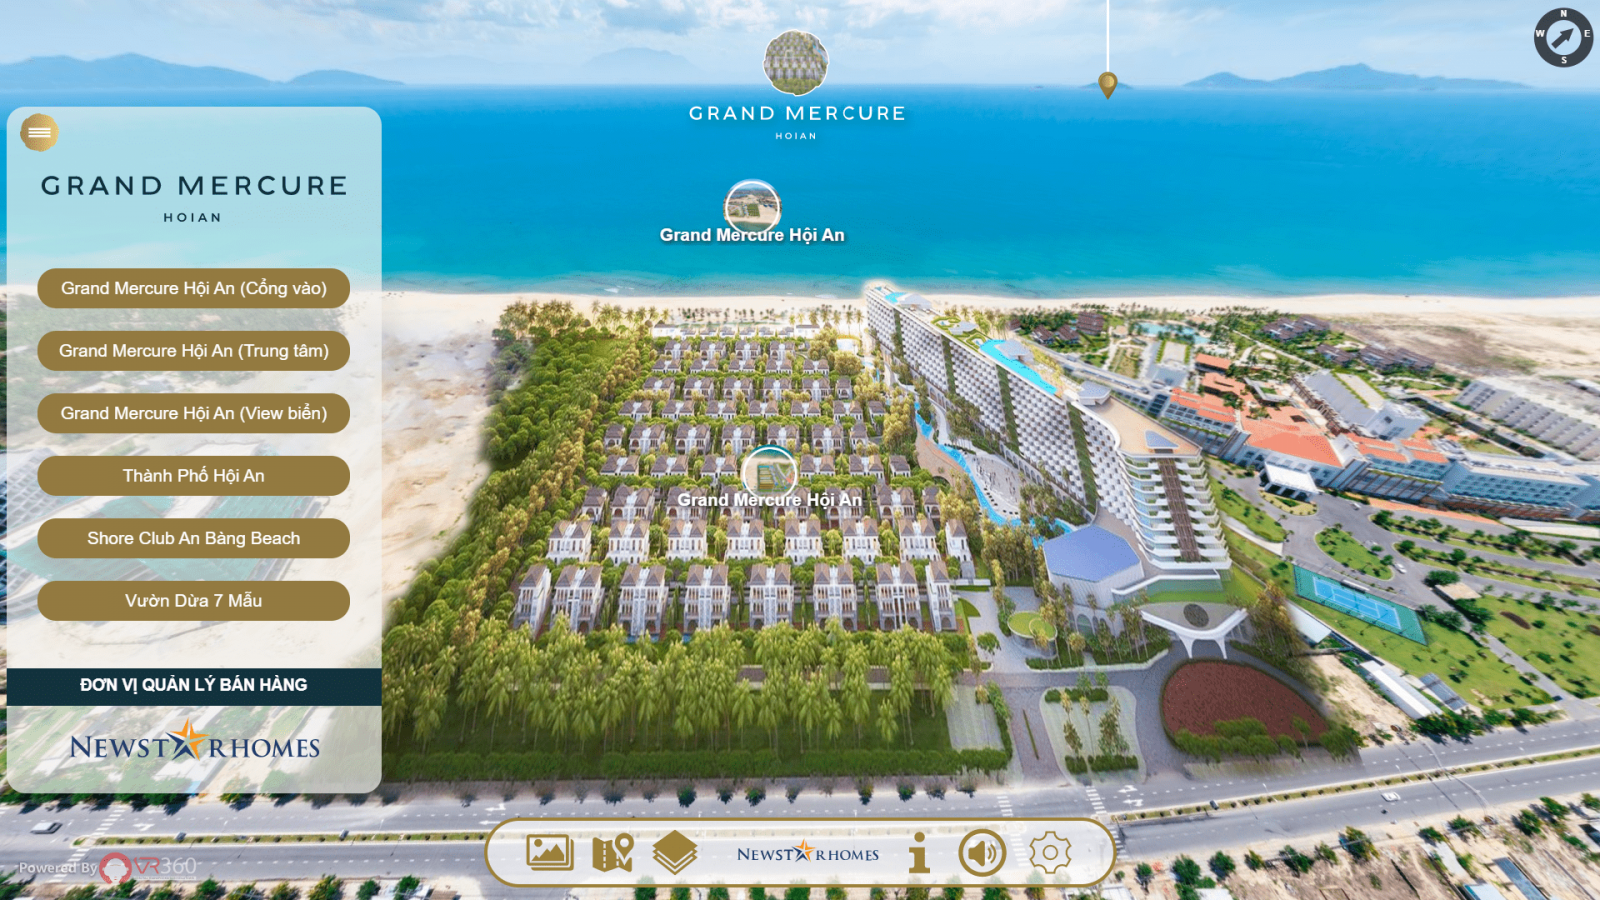 N
W E
S
GRAND MERCURE
HOIAN
GRAND MERCURE
HOIAN
Grand Mercure Hội An (Cổng vào)
Grand Mercure Hội An (Trung tâm)
Grand Mercure Hội An (View biển)
Thành Phố Hội An
Shore Club An Bàng Beach
Vườn Dừa 7 Mẫu
ĐƠN VỊ QUẢN LÝ BÁN HÀNG
NEWSTARHOMES
Grand Mercure Hội An
Grand Mercure Hội An
Powered By VR360
NEWSTARHOMES